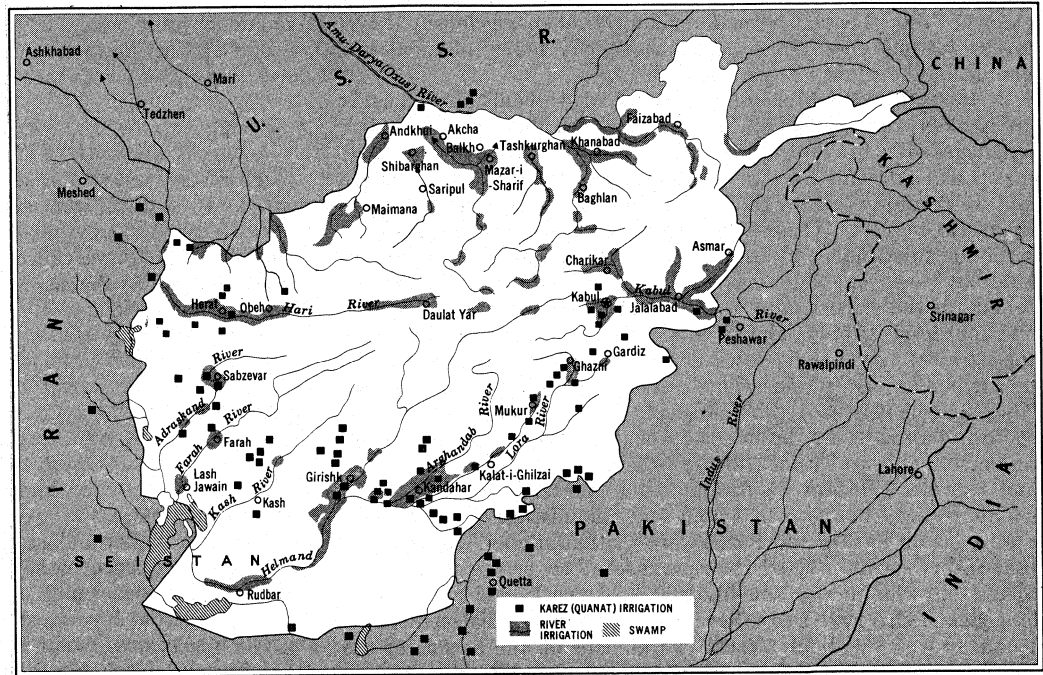 Ashkhabad
Mari
Tedzhen
Meshed
U. S. S. R.
Amu-Darya (Oxus) River
CHINA
KASHMIR
Andkhoi
Akcha
Balkh
Tashkurghan
Khanabad
Faizabad
Shibarghan
Mazar-i
-Sharif
Saripul
Baghlan
Maimana
Asmar
Charikar
Herat
Obeh
Hari River
Daulat Yar
Kabul
Kabul River
Jalalabad
Peshawar
Srinagar
Rawalpindi
Gardiz
Ghazni
IRAN
River
Sabzevar
Adraskand
River
Mukur
River
River
Indus River
Farah
Farah
Lash
Jawain
Kash River
Kash
Girishk
Arghandab
Lora
Kalat-i-Ghilzai
Kandahar
Lahore
PAKISTAN
INDIA
SEISTAN
Helmand
Rudbar
Quetta
KAREZ (QUANAT) IRRIGATION
RIVER
IRRIGATION
SWAMP